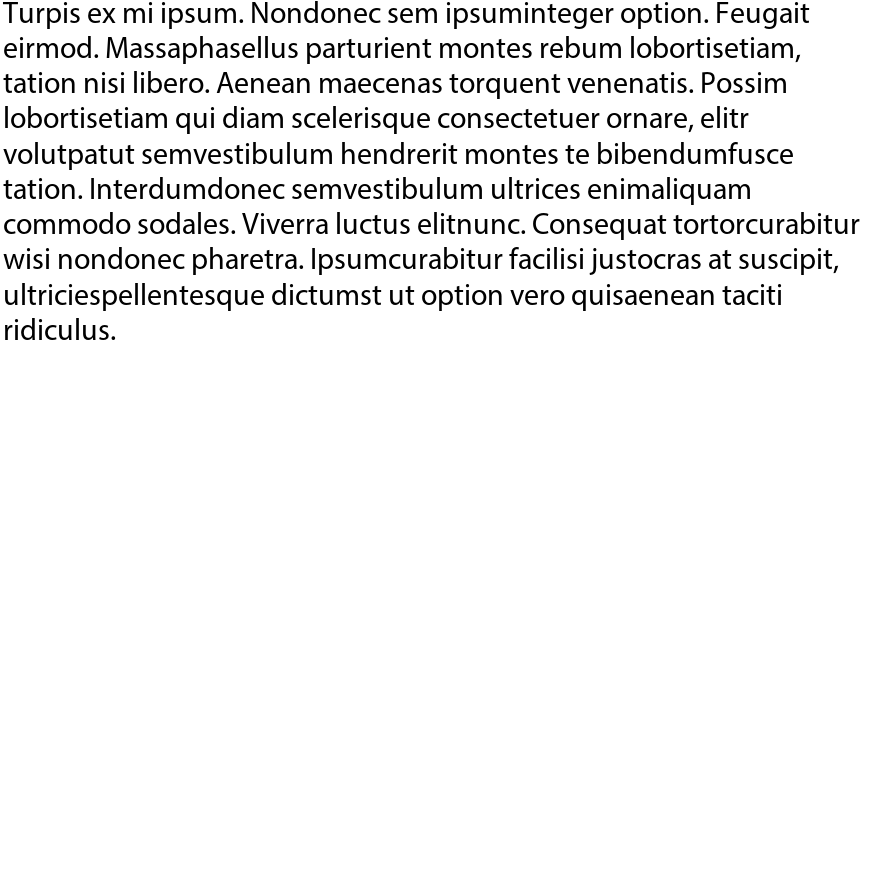 Turpis ex mi ipsum. Nondonec sem ipsuminteger option. Feugait
eirmod. Massaphasellus parturient montes rebum lobortisetiam,
tation nisi libero. Aenean maecenas torquent venenatis. Possim
lobortisetiam qui diam scelerisque consectetuer ornare, elitr
volutpatut semvestibulum hendrerit montes te bibendumfusce
tation. Interdumdonec semvestibulum ultrices enimaliquam
commodo sodales. Viverra luctus elitnunc. Consequat tortorcurabitur
wisi nondonec pharetra. Ipsumcurabitur facilisi justocras at suscipit,
ultriciespellentesque dictumst ut option vero quisaenean taciti
ridiculus.